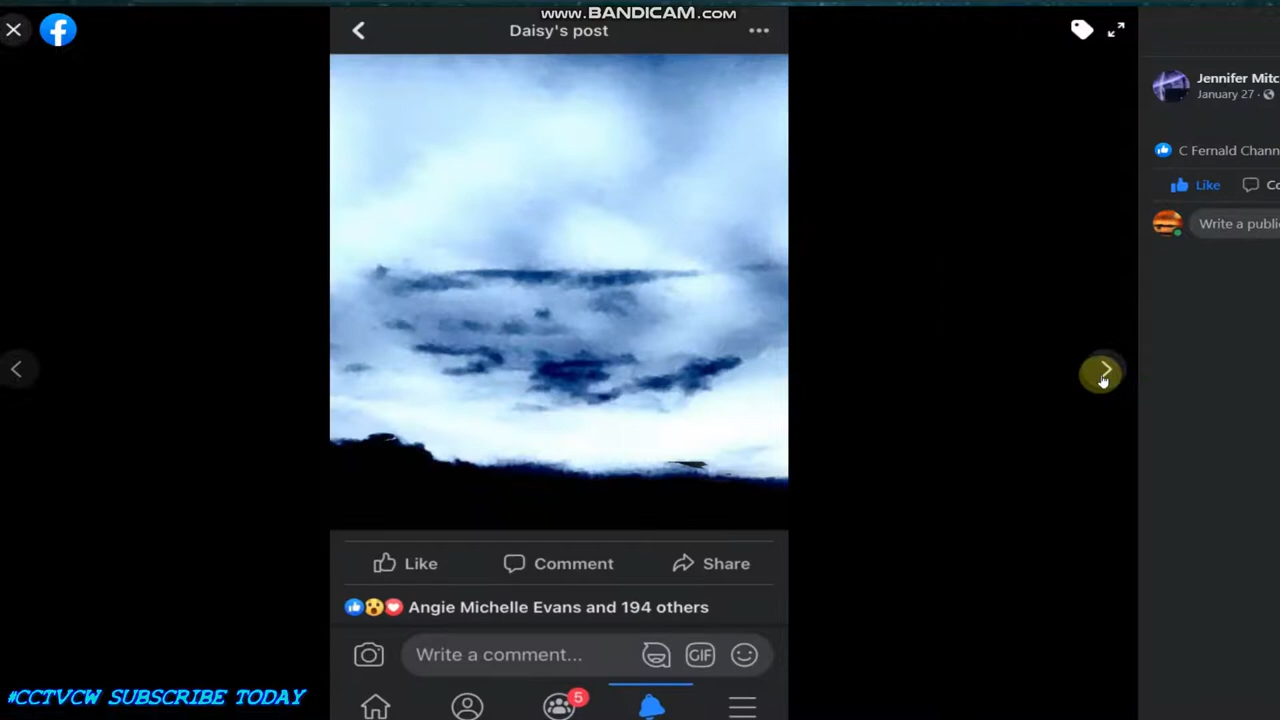 www.BANDICAM.com
Daisy's post
Jennifer Mitc
January 27 ·
C Fernald Chann
Like
Co
Write a publi
Like
Comment
Share
Angie Michelle Evans and 194 others
Write a comment...
GIF
5
#CCTVCW SUBSCRIBE TODAY